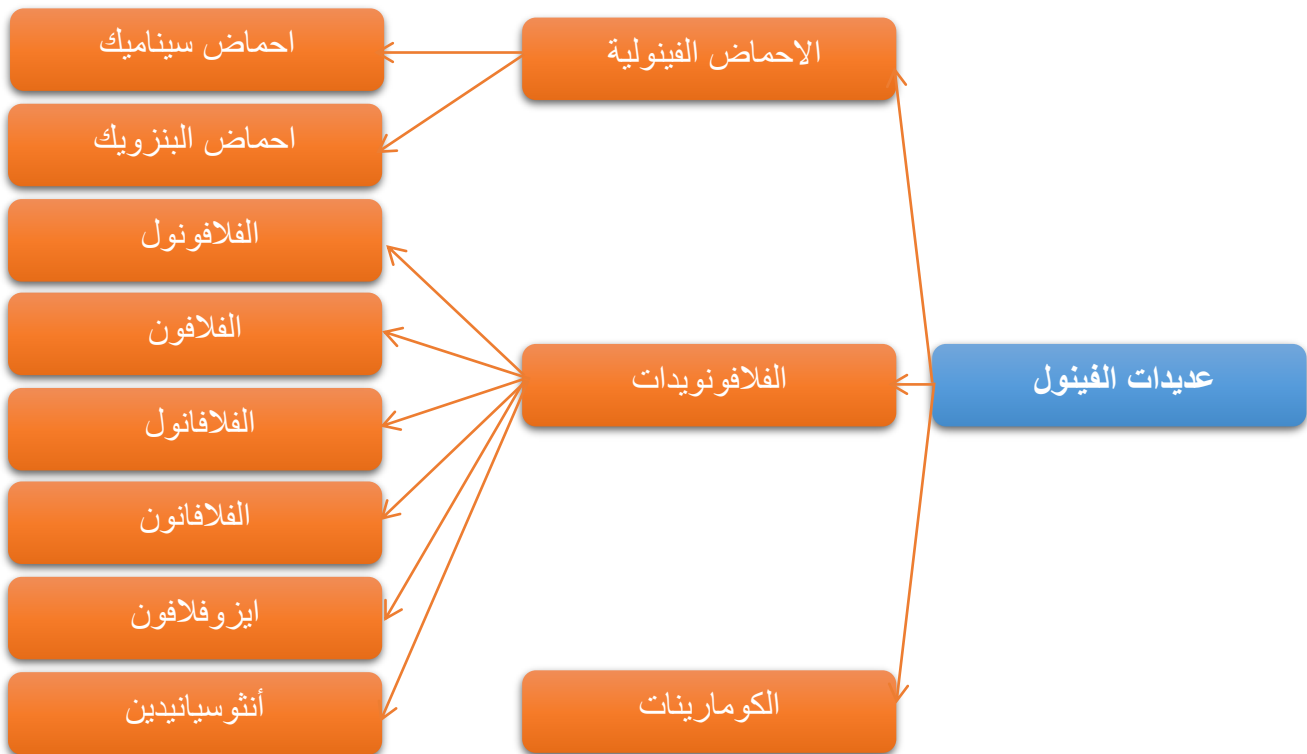 عديدات الفينول
الاحماض الفينولية
احماض سيناميك
احماض البنزويك
الفلافونويدات
الفلافونول
الفلافون
الفلافانول
الفلافانون
ايزوفلافون
أنثوسيانيدين
الكومارينات